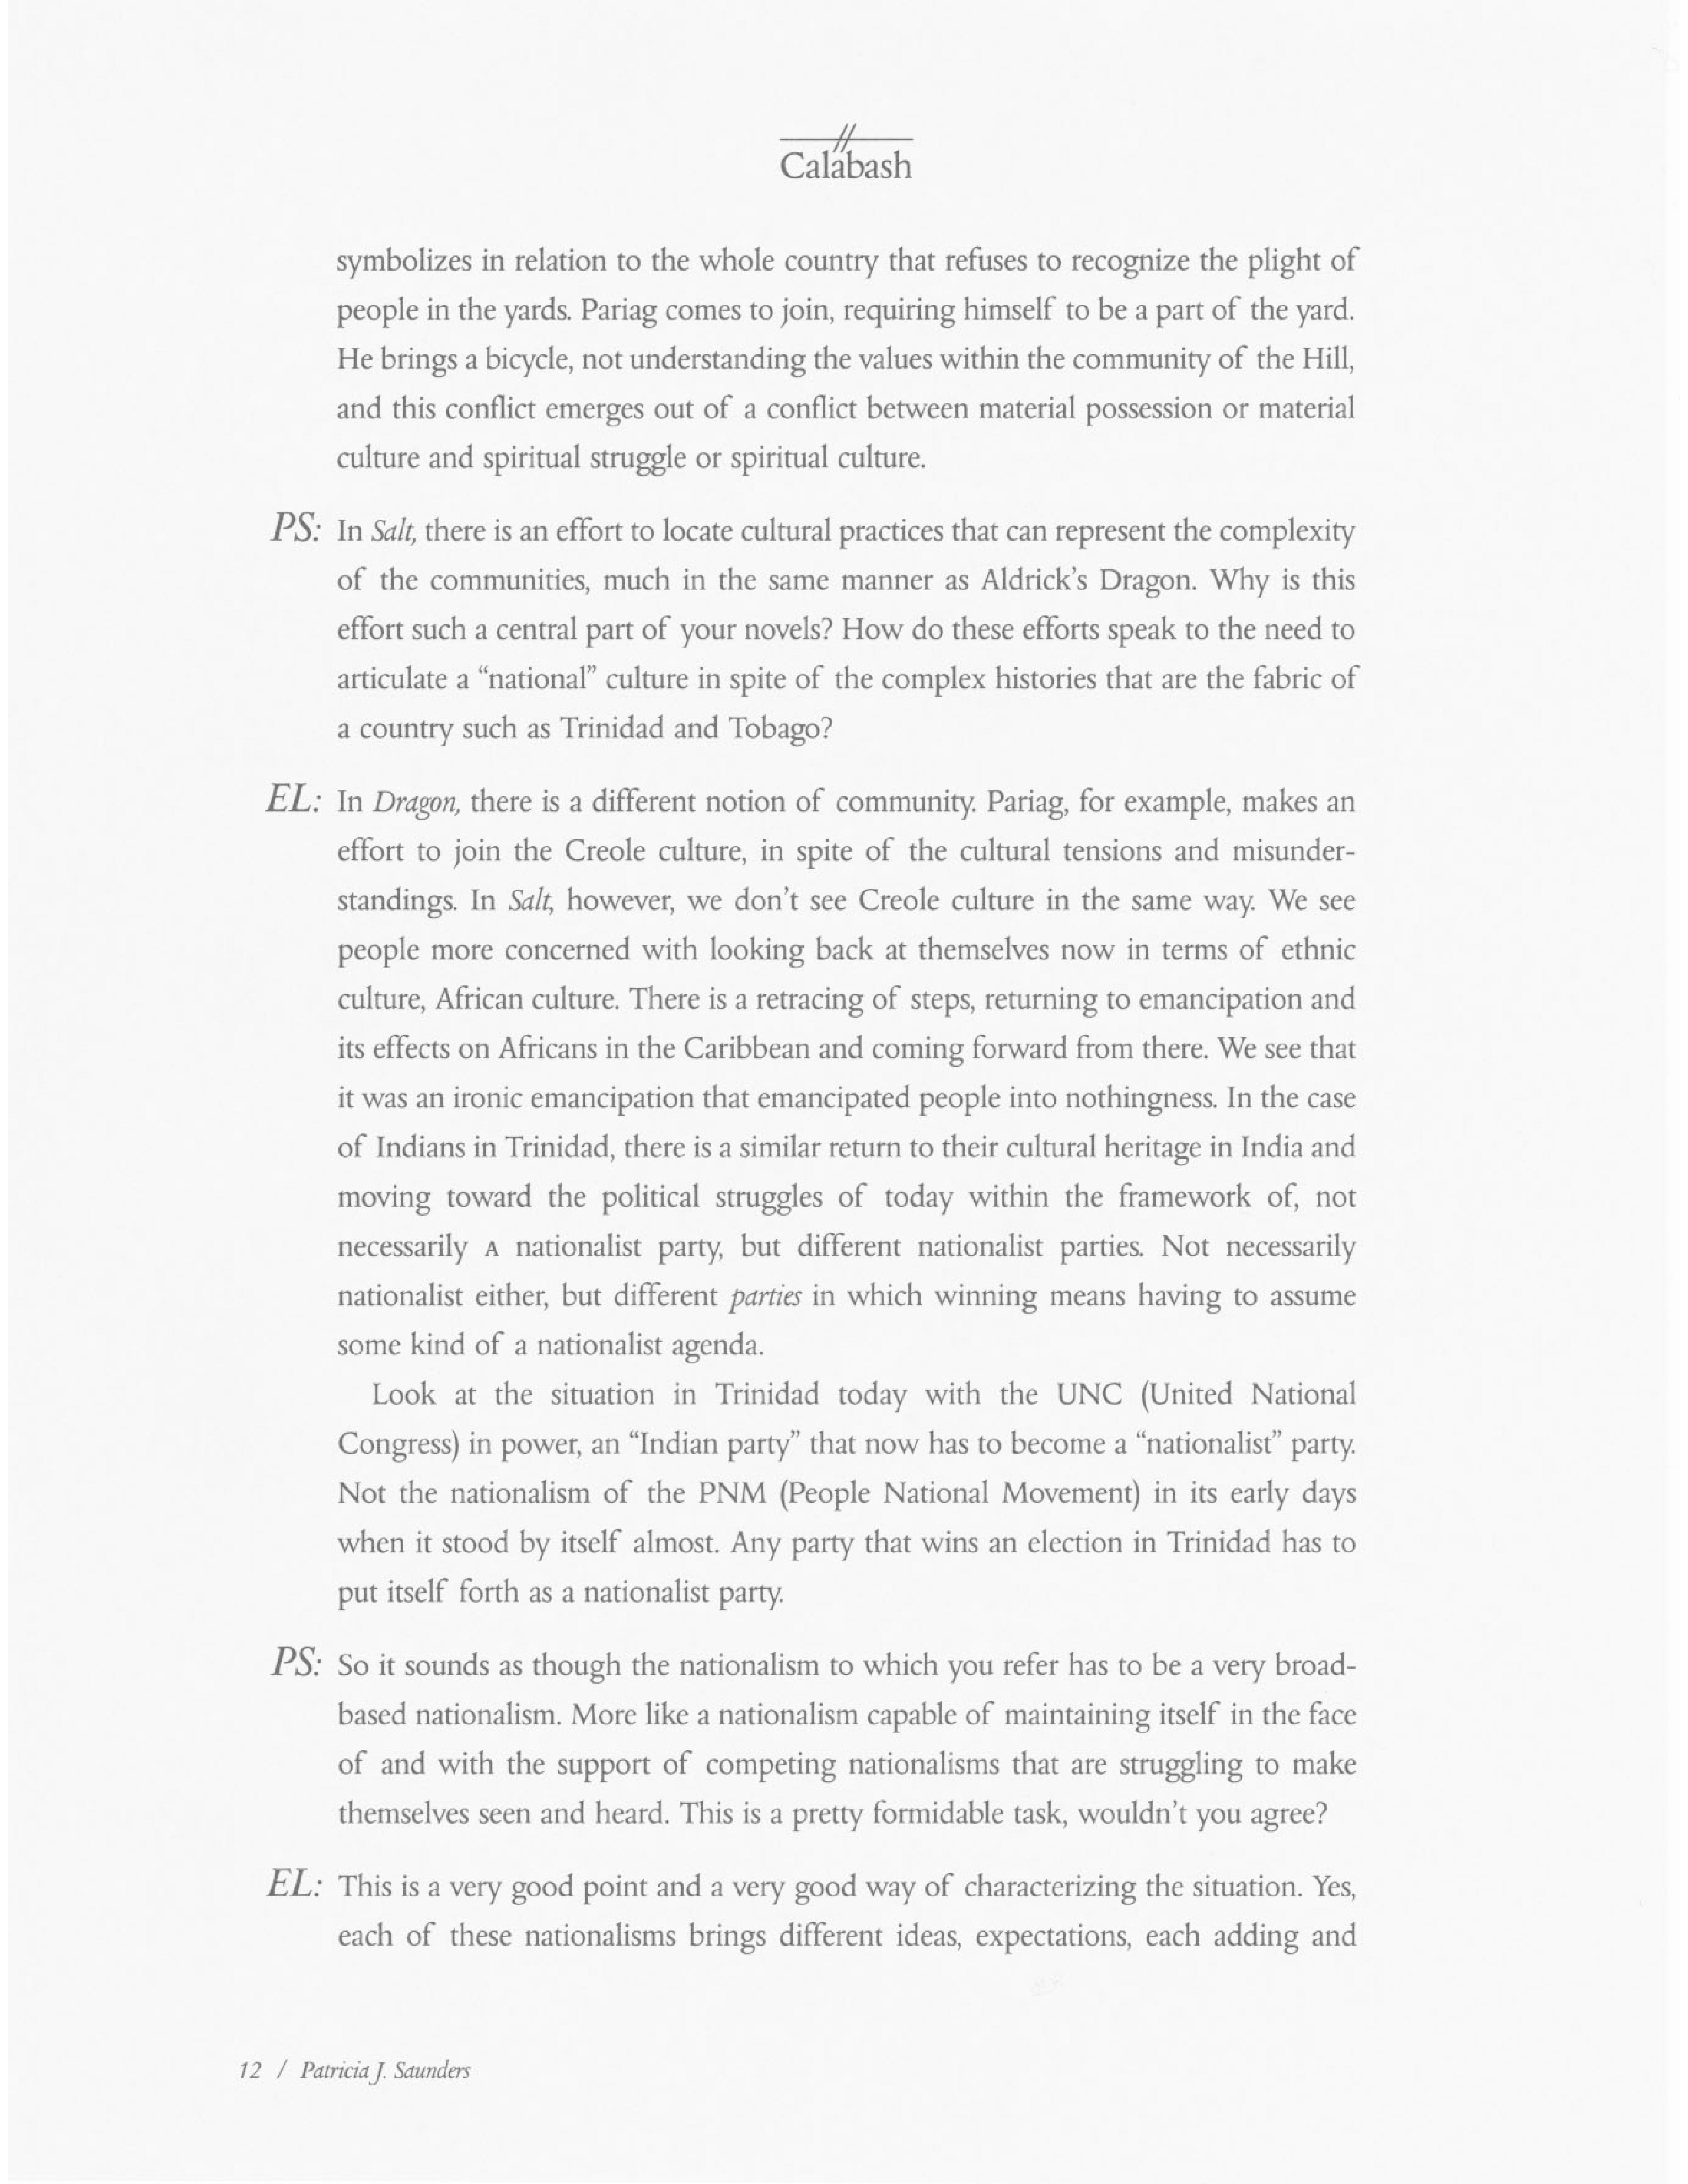 Calabash
symbolizes in relation to the whole country that refuses to recognize the plight of
people in the yards. Pariag comes to join, requiring himself to be a part of the yard.
He brings a bicycle, not understanding the values within the community of the Hill,
and this conflict emerges out of a conflict between material possession or material
culture and spiritual struggle or spiritual culture.
PS: In Salt, there is an effort to locate cultural practices that can represent the complexity
of the communities, much in the same manner as Aldrick's Dragon. Why is this
effort such a central part of your novels? How do these efforts speak to the need to
articulate a “national” culture in spite of the complex histories that are the fabric of
a country such as Trinidad and Tobago?
EL: In Dragon, there is a different notion of community. Pariag, for example, makes an
effort to join the Creole culture, in spite of the cultural tensions and misunder-
standings. In Salt, however, we don't see Creole culture in the same way. We see
people more concerned with looking back at themselves now in terms of ethnic
culture, African culture. There is a retracing of steps, returning to emancipation and
its effects on Africans in the Caribbean and coming forward from there. We see that
it was an ironic emancipation that emancipated people into nothingness. In the case
of Indians in Trinidad, there is a similar return to their cultural heritage in India and
moving toward the political struggles of today within the framework of, not
necessarily A nationalist party, but different nationalist parties. Not necessarily
nationalist either, but different parties in which winning means having to assume
some kind of a nationalist agenda.
Look at the situation in Trinidad today with the UNC (United National
Congress) in power, an “Indian party” that now has to become a “nationalist” party.
Not the nationalism of the PNM (People National Movement) in its early days
when it stood by itself almost. Any party that wins an election in Trinidad has to
put itself forth as a nationalist party.
PS: So it sounds as though the nationalism to which you refer has to be a very broad-
based nationalism. More like a nationalism capable of maintaining itself in the face
of and with the support of competing nationalisms that are struggling to make
themselves seen and heard. This is a pretty formidable task, wouldn't you agree?
EL: This is a very good point and a very good way of characterizing the situation. Yes,
each of these nationalisms brings different ideas, expectations, each adding and
12 / Patricia J. Saunders